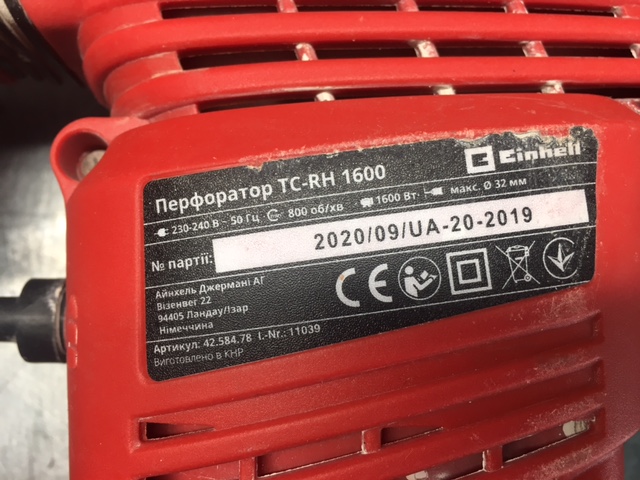 Einhell
Перфоратор TC-RH 1600
230-240 В ~ 50 Гц 800 об/хв 1600 Вт макс. Ø 32 мм
№ партії: 2020/09/UA-20-2019
Айнхель Джермані АГ
Візенвег 22
94405 Ландау/Ізар
Німеччина
Артикул: 42.584.78 I.-Nr.: 11039
Виготовлено в КНР
CE